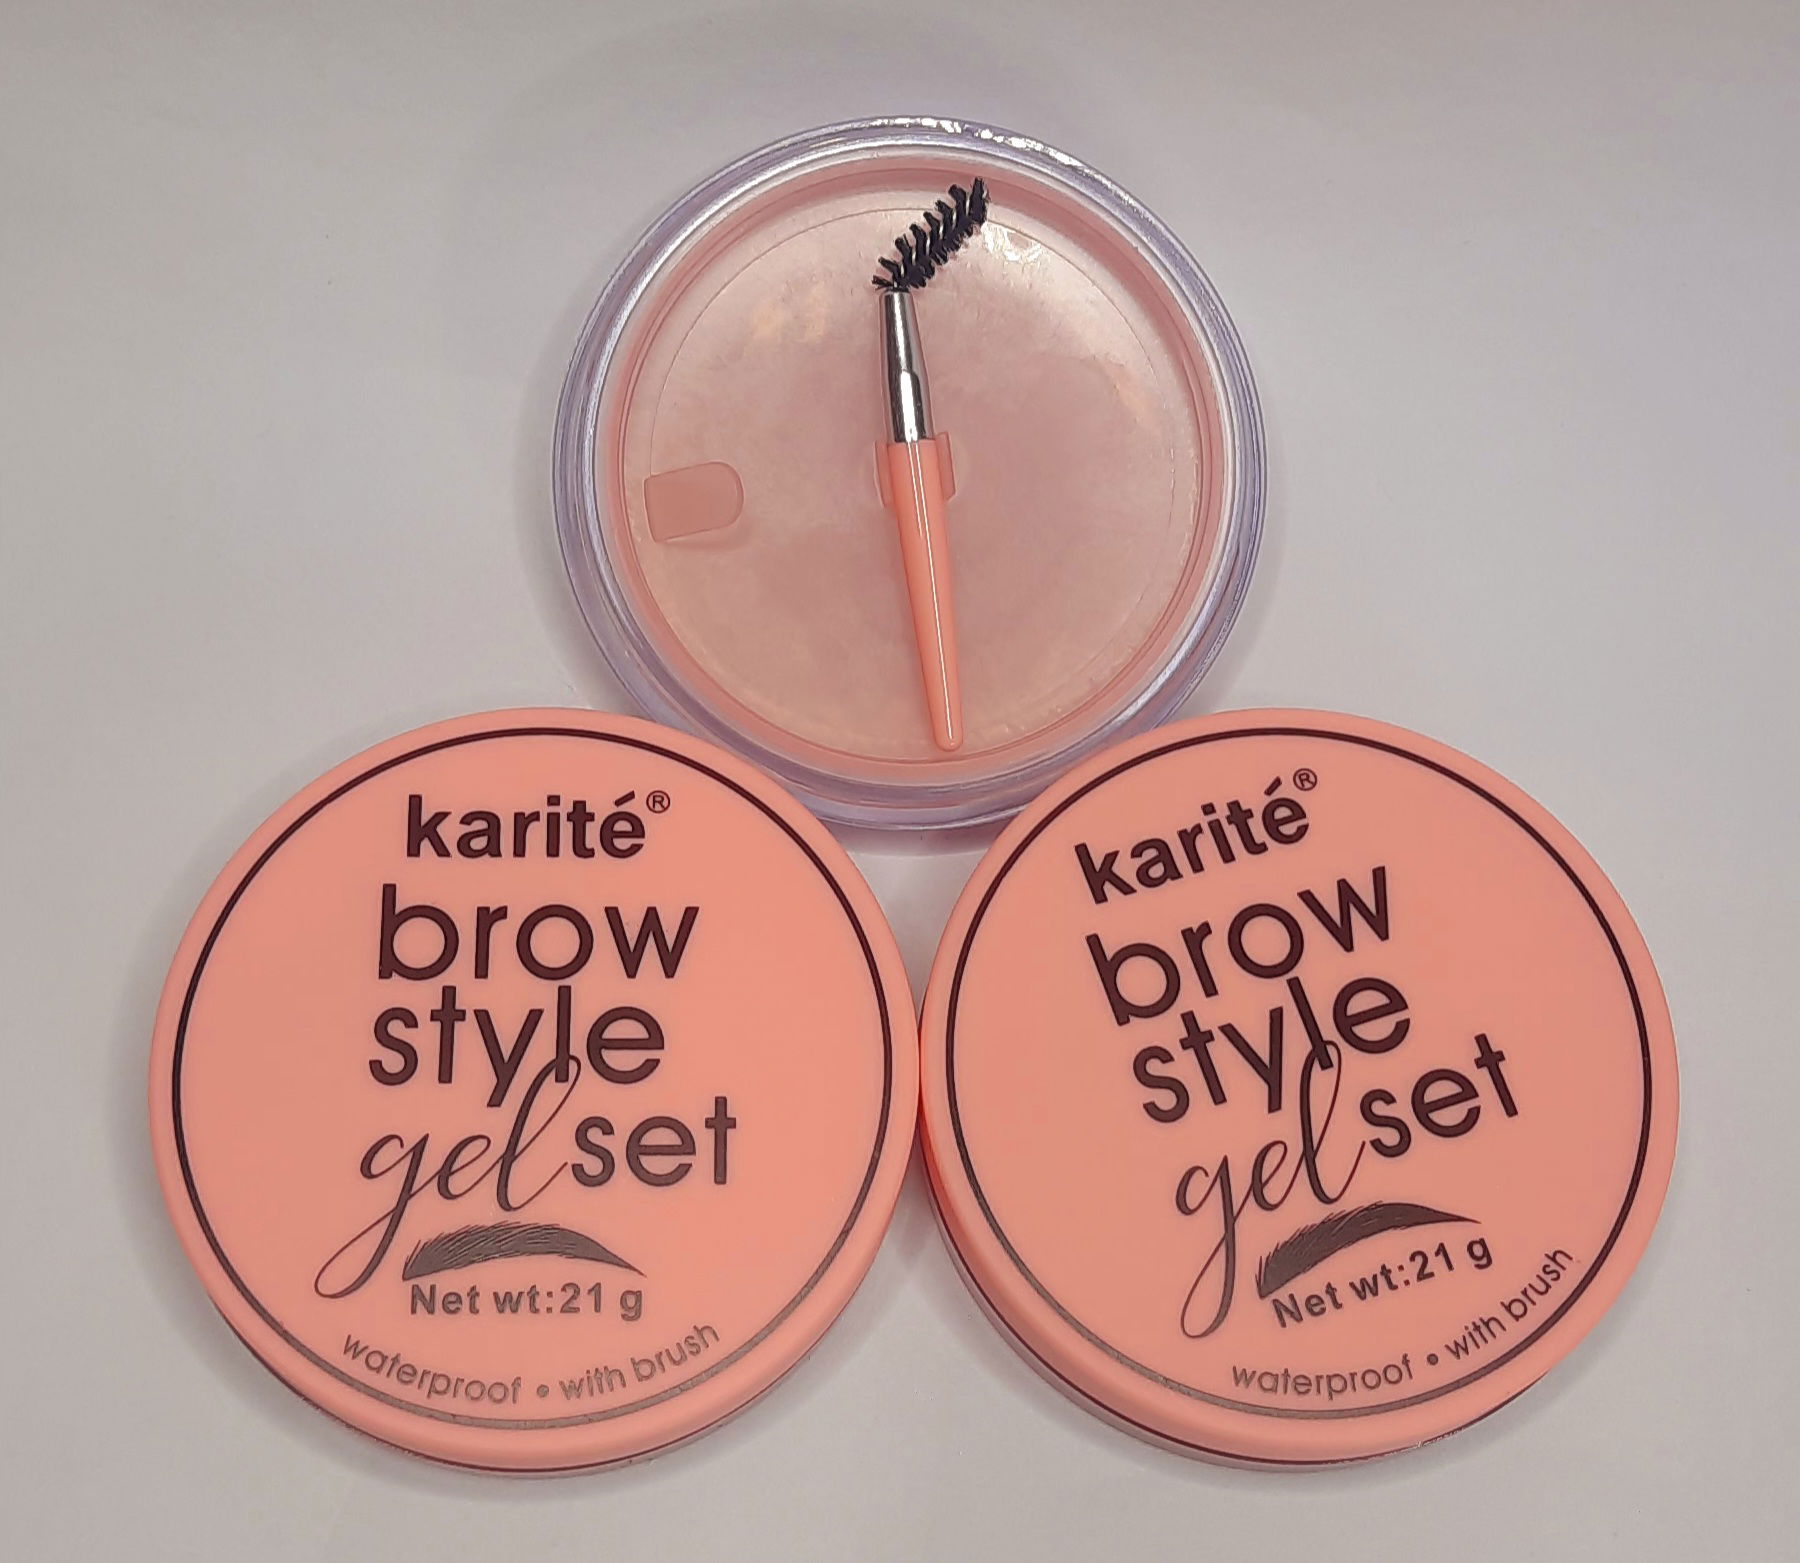 karité®
brow
style
gel set
Net wt:21 g
waterproof • with brush
karité®
brow
style
gel set
Net wt:21 g
waterproof • with brush